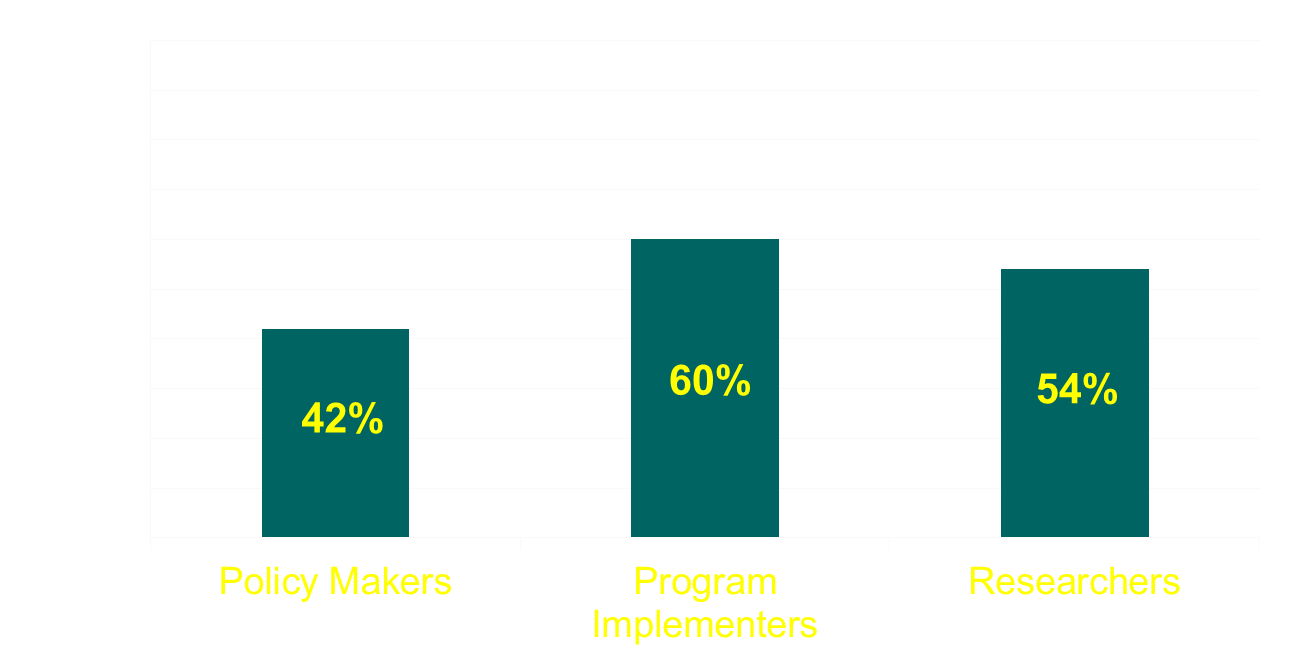 60%
54%
42%
Policy Makers
Program
Implementers
Researchers